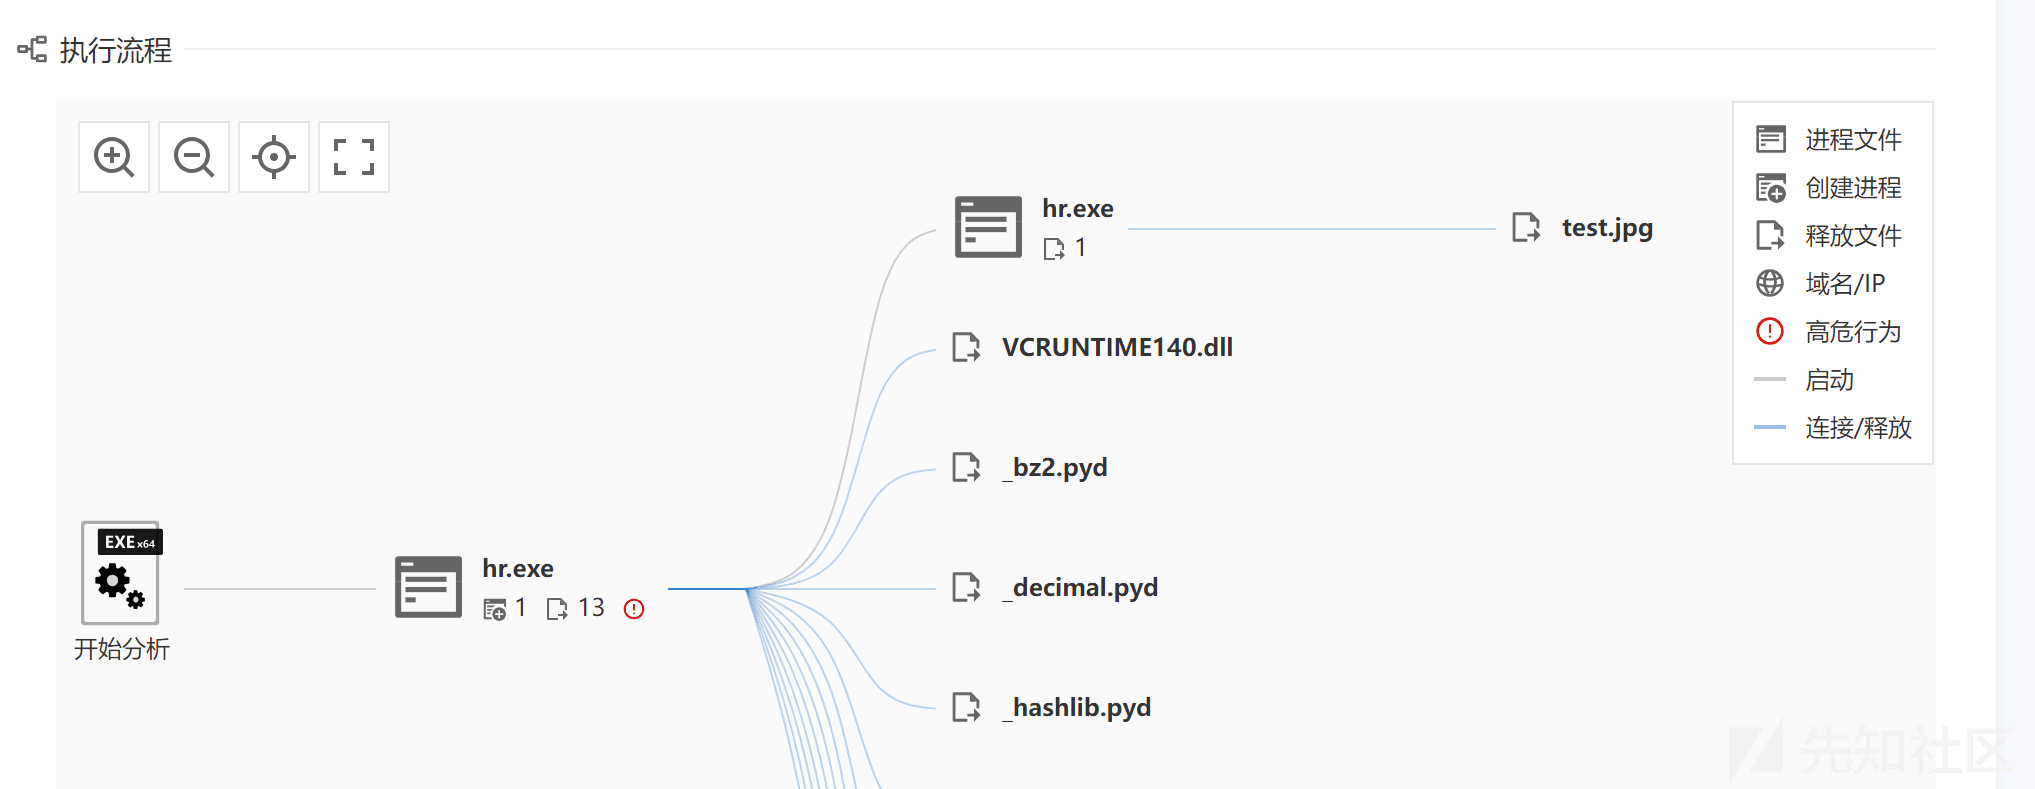 执行流程
进程文件
创建进程
释放文件
域名/IP
高危行为
启动
连接/释放
hr.exe
1
test.jpg
VCRUNTIME140.dll
_bz2.pyd
EXE x64
开始分析
hr.exe
1 13
_decimal.pyd
_hashlib.pyd
先知社区